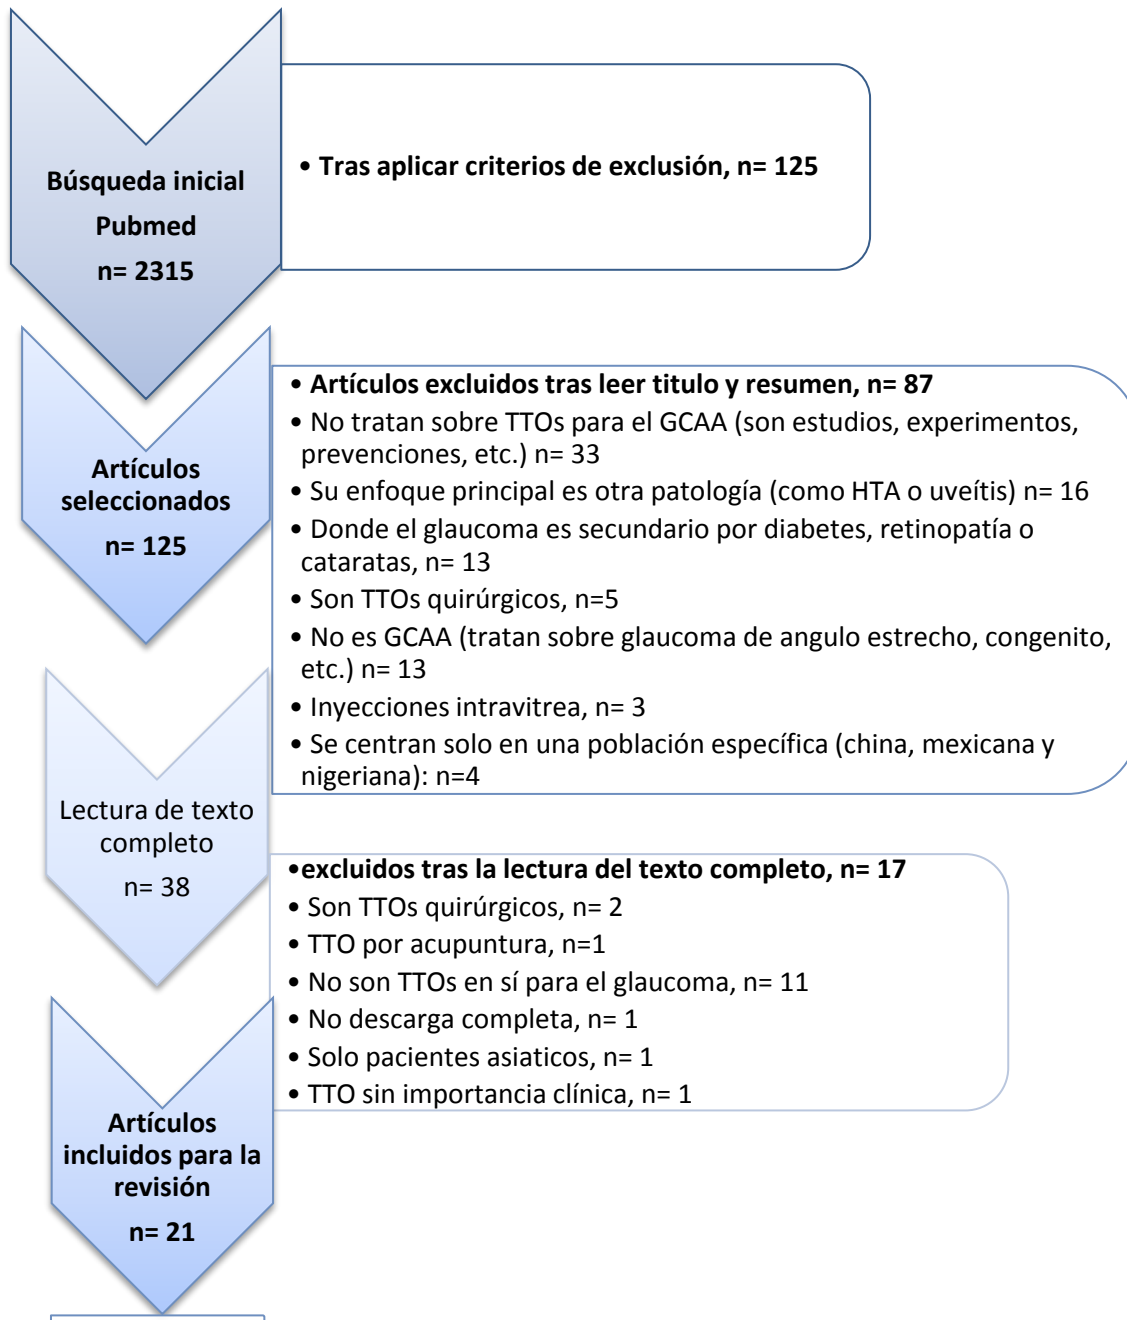 Búsqueda inicial
Pubmed
n= 2315
• Tras aplicar criterios de exclusión, n= 125
Artículos
seleccionados
n= 125
• Artículos excluidos tras leer titulo y resumen, n= 87
• No tratan sobre TTOs para el GCAA (son estudios, experimentos,
prevenciones, etc.) n= 33
• Su enfoque principal es otra patología (como HTA o uveítis) n= 16
• Donde el glaucoma es secundario por diabetes, retinopatía o
cataratas, n= 13
• Son TTOs quirúrgicos, n=5
• No es GCAA (tratan sobre glaucoma de angulo estrecho, congenito,
etc.) n= 13
• Inyecciones intravitrea, n= 3
• Se centran solo en una población específica (china, mexicana y
nigeriana): n=4
Lectura de texto
completo
n= 38
•excluidos tras la lectura del texto completo, n= 17
• Son TTOs quirúrgicos, n= 2
• TTO por acupuntura, n=1
• No son TTOs en sí para el glaucoma, n= 11
• No descarga completa, n= 1
• Solo pacientes asiaticos, n= 1
• TTO sin importancia clínica, n= 1
Artículos
incluidos para la
revisión
n= 21